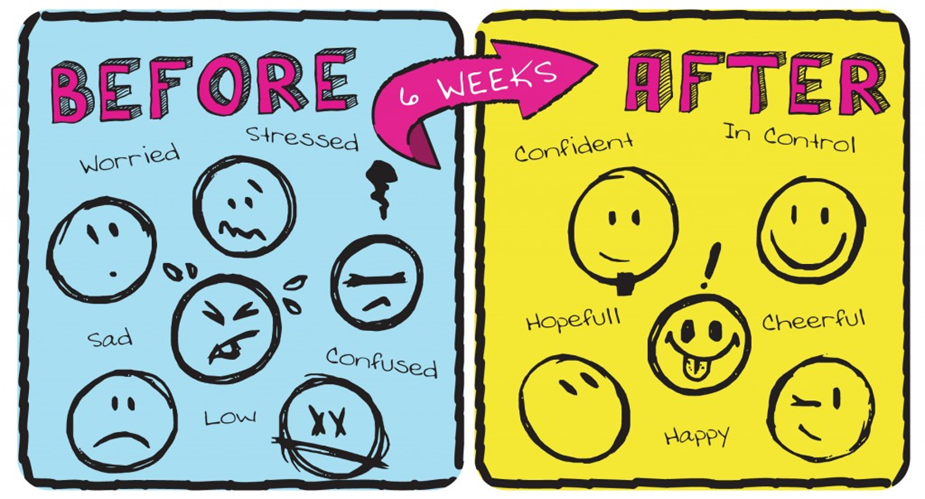 BEFORE
6 WEEKS
AFTER
Worried
Stressed
Sad
Confused
Low
Confident
In Control
!
Hopefull
Cheerful
Happy